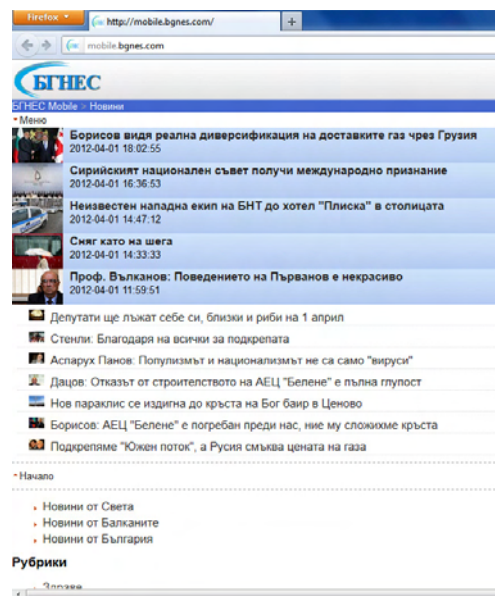 Firefox
http://mobile.bgnes.com/
+
mobile.bgnes.com
БГНЕС
БГНЕС Mobile > Новини
Меню
Борисов видя реална диверсификация на доставките газ чрез Грузия
2012-04-01 18:02:55
Сирийският национален съвет получи международно признание
2012-04-01 16:36:53
Неизвестен нападна екип на БНТ до хотел "Плиска" в столицата
2012-04-01 14:47:12
Сняг като на шега
2012-04-01 14:33:33
Проф. Вълканов: Поведението на Първанов е некрасиво
2012-04-01 11:59:51
Депутати ще лъжат себе си, близки и риби на 1 април
Стенли: Благодаря на всички за подкрепата
Аспарух Панов: Популизмът и национализмът не са само "вируси"
Дацов: Отказът от строителството на АЕЦ "Белене" е пълна глупост
Нов параклис се издигна до кръста на Бог баир в Ценово
Борисов: АЕЦ "Белене" е погребан преди нас, ние му сложихме кръста
Подкрепяме "Южен поток", а Русия смъква цената на газа
Начало
Новини от Света
Новини от Балканите
Новини от България
Рубрики
Здраве